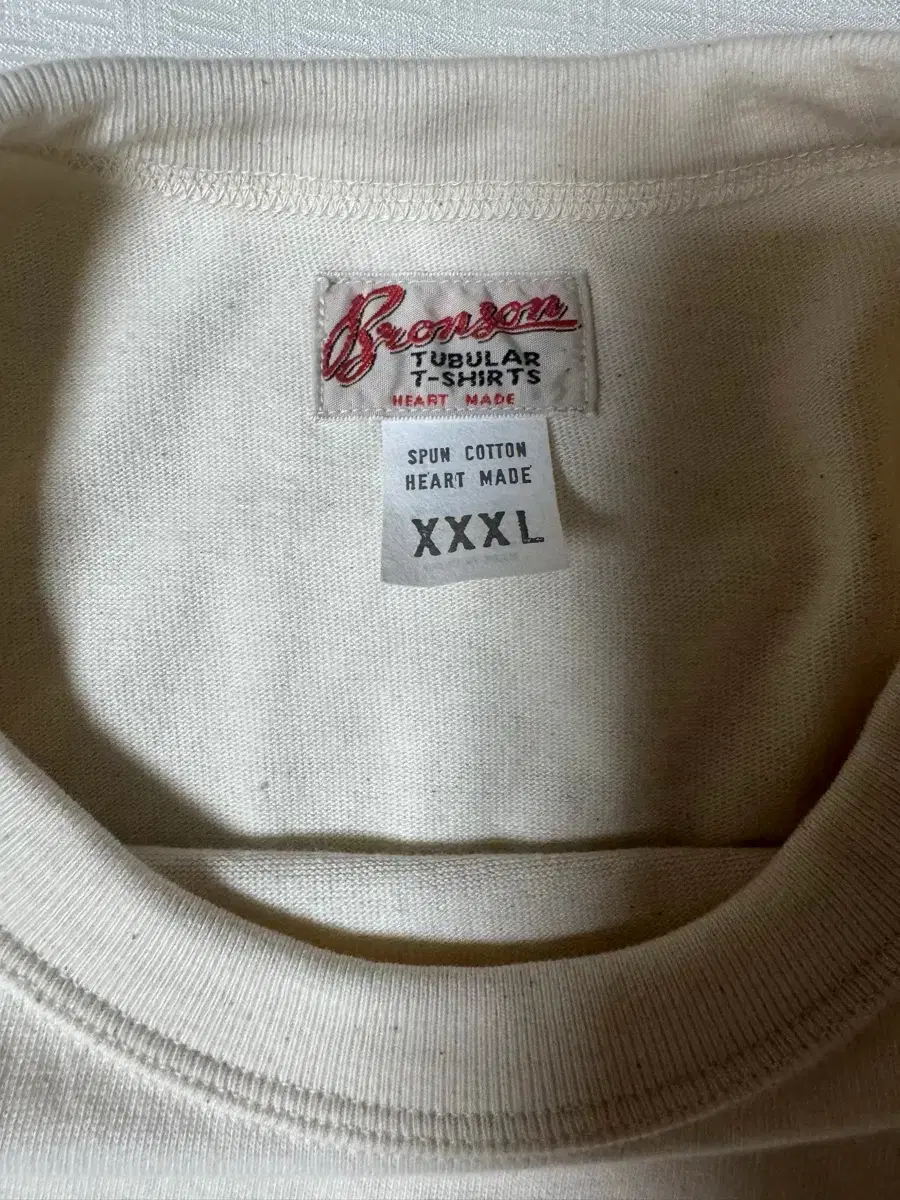 Bronson
TUBULAR
T-SHIRTS
HEART MADE
SPUN COTTON
HEART MADE
XXXL